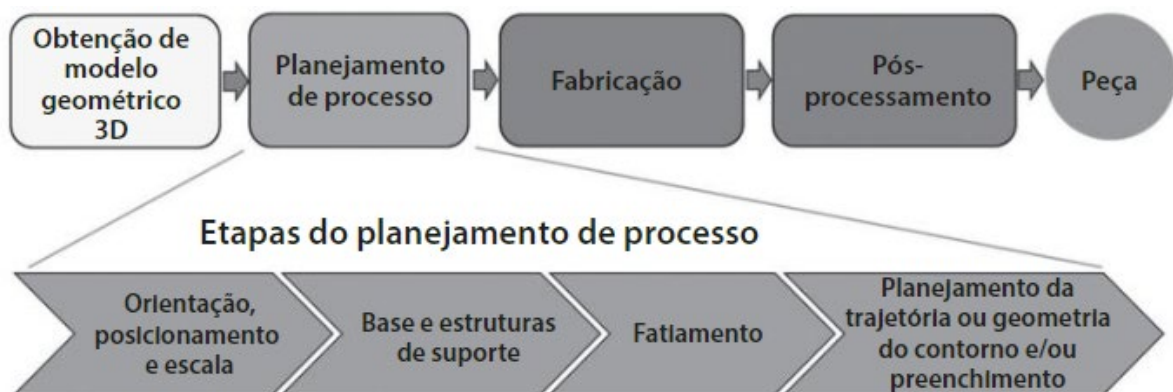 Obtenção de
modelo
geométrico
3D
Planejamento
de processo
Fabricação
Pós-
processamento
Peça
Etapas do planejamento de processo
Orientação,
posicionamento
e escala
Base e estruturas
de suporte
Fatiamento
Planejamento da
trajetória ou geometria
do contorno e/ou
preenchimento